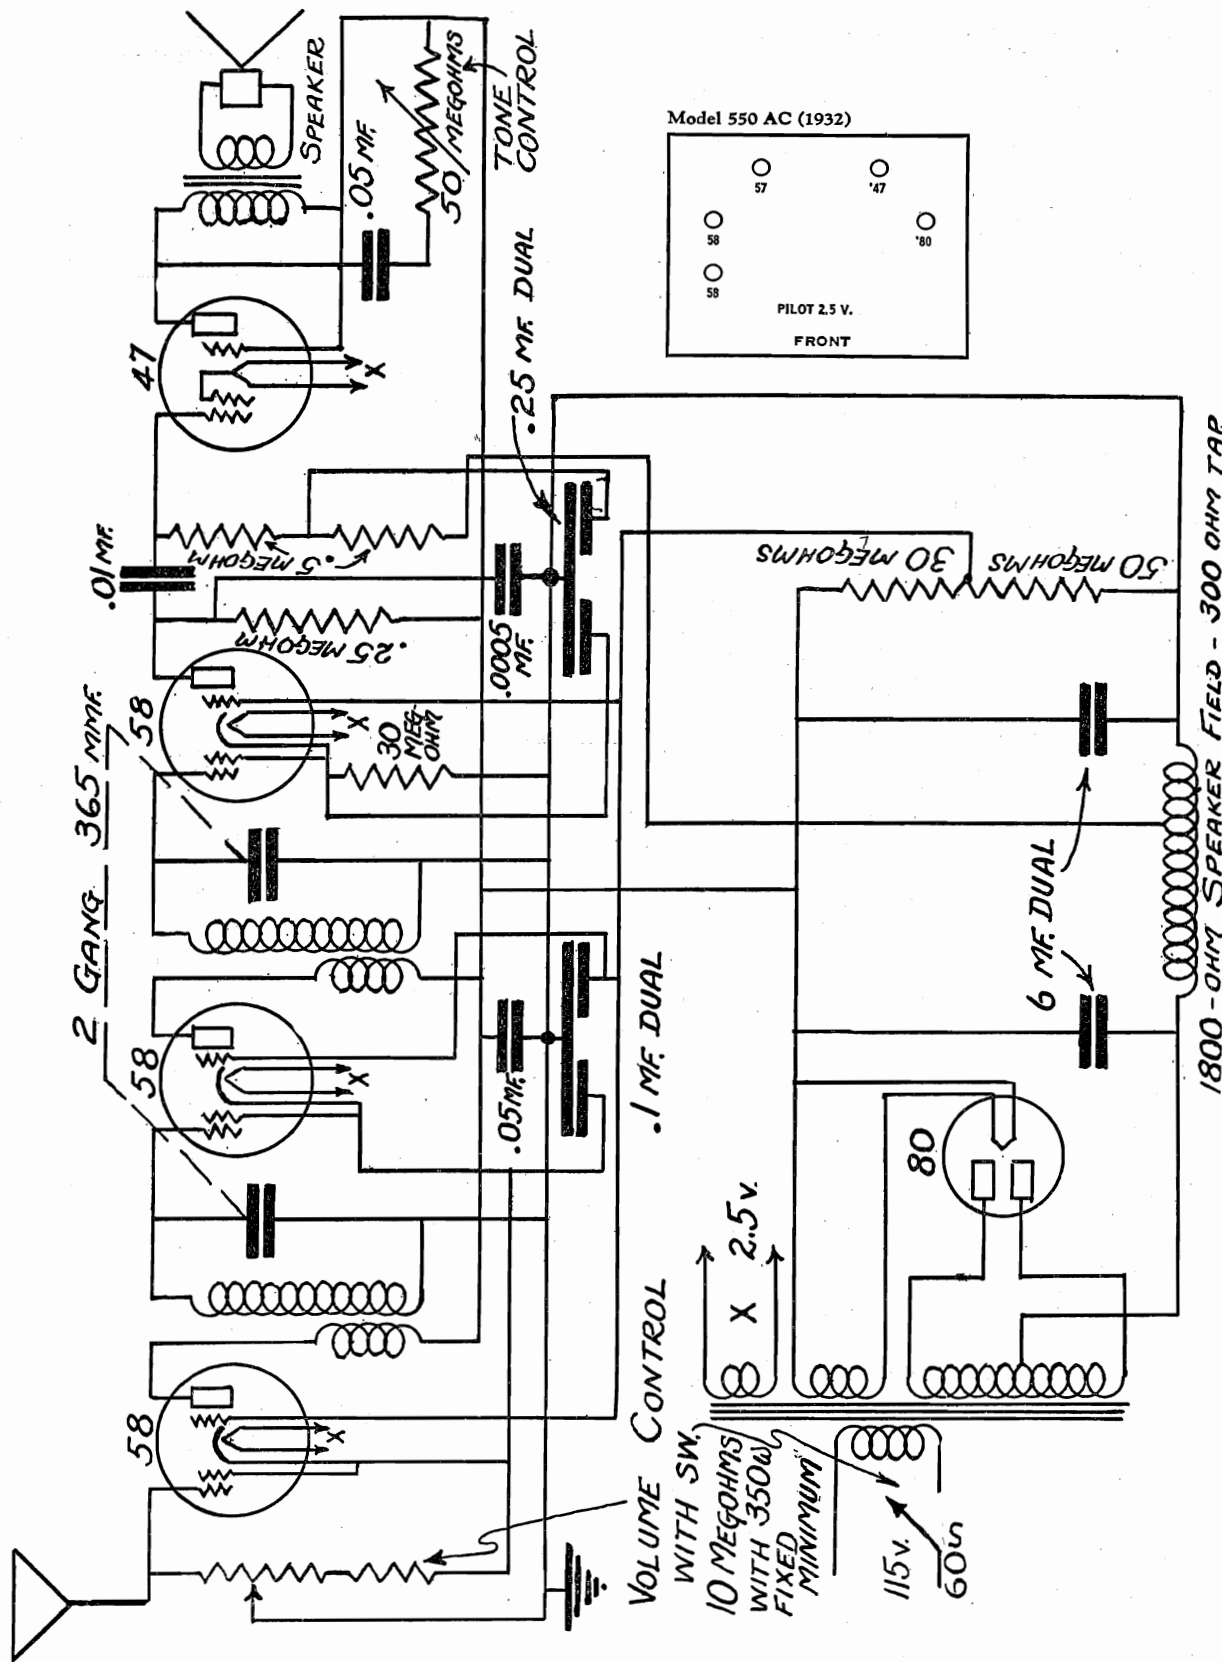 SPEAKER
.05 MF.
50 MEGOHMS
TONE
CONTROL
47
.25 MF. DUAL
.01 MF.
.5
MEGOHM
.25 MEGOHM
.0005
MF.
58
30
MEG-
OHM
X
X
2 GANG 365 MMF.
58
X
.05 MF.
.1 MF. DUAL
58
X
VOLUME CONTROL
WITH SW.
10 MEGOHMS
WITH 350ω
FIXED
MINIMUM"
115 v.
60S
X 2.5 v.
80
6 MF. DUAL
30 MEGOHMS
50 MEGOHMS
1800-OHM SPEAKER FIELD - 300 OHM TAP
Model 550 AC (1932)
57
'47
58
'80
58
PILOT 2.5 V.
FRONT